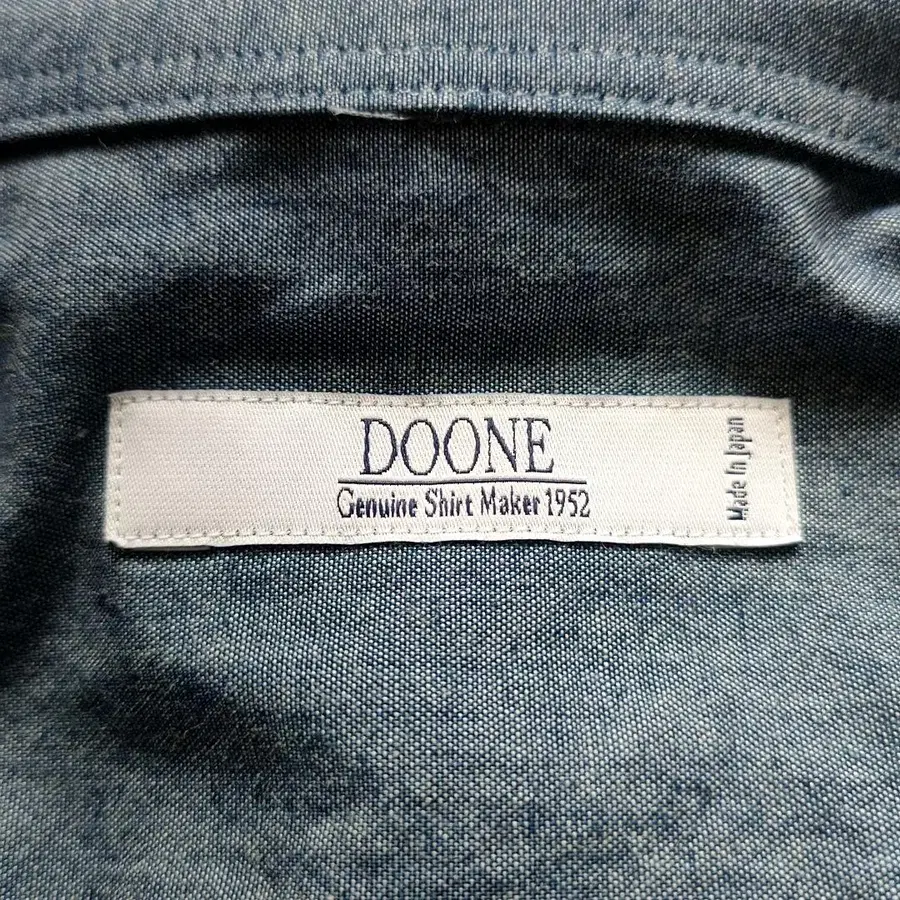 DOONE
Genuine Shirt Maker 1952
Made In Japan